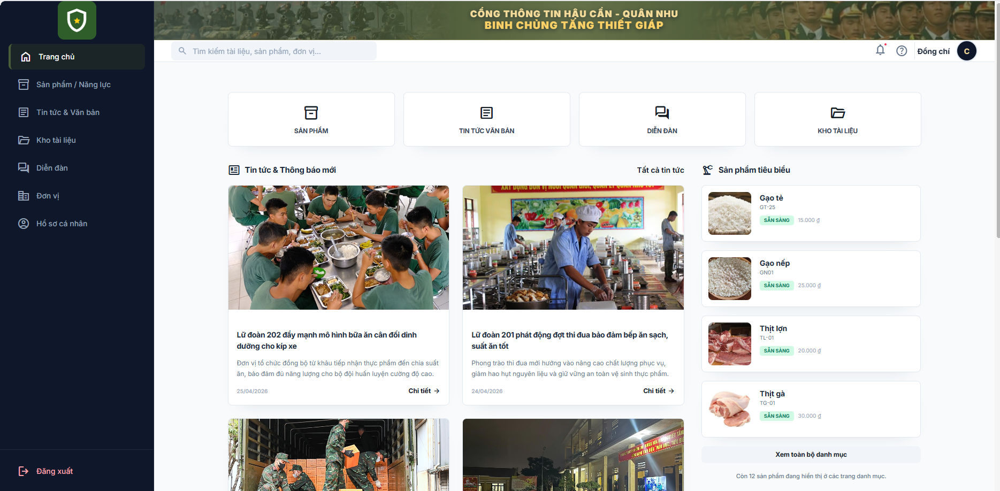 CỔNG THÔNG TIN HẬU CẦN - QUÂN NHU
BINH CHỦNG TĂNG THIẾT GIÁP
Tìm kiếm tài liệu, sản phẩm, đơn vị...
Đồng chí
C
Trang chủ
Sản phẩm / Năng lực
Tin tức & Văn bản
Kho tài liệu
Diễn đàn
Đơn vị
Hồ sơ cá nhân
Đăng xuất
SẢN PHẨM
TIN TỨC VĂN BẢN
DIỄN ĐÀN
KHO TÀI LIỆU
Tin tức & Thông báo mới
Tất cả tin tức
Lữ đoàn 202 đẩy mạnh mô hình bữa ăn cân đối dinh
dưỡng cho kíp xe
Đơn vị tổ chức đồng bộ từ khâu tiếp nhận thực phẩm đến chia suất
ăn, bảo đảm đủ năng lượng cho bộ đội huấn luyện cường độ cao.
25/04/2026
Chi tiết →
Lữ đoàn 201 phát động đợt thi đua bảo đảm bếp ăn sạch,
suất ăn tốt
Phong trào thi đua mới hướng vào nâng cao chất lượng phục vụ,
giảm hao hụt nguyên liệu và giữ vững an toàn vệ sinh thực phẩm.
24/04/2026
Chi tiết →
Sản phẩm tiêu biểu
Gạo tẻ
GT-25
SẴN SÀNG 15.000 ₫
Gạo nếp
GN01
SẴN SÀNG 25.000 ₫
Thịt lợn
TL-01
SẴN SÀNG 20.000 ₫
Thịt gà
TG-01
SẴN SÀNG 30.000 ₫
Xem toàn bộ danh mục
Còn 12 sản phẩm đang hiển thị ở các trang danh mục.